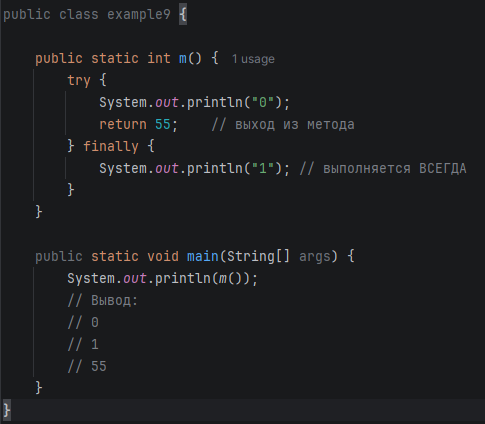 public class example9 {
public static int m() { 1 usage
try {
System.out.println("0");
return 55; // выход из метода
} finally {
System.out.println("1"); // выполняется ВСЕГДА
}
}
public static void main(String[] args) {
System.out.println(m());
// Вывод:
// 0
// 1
// 55
}
}